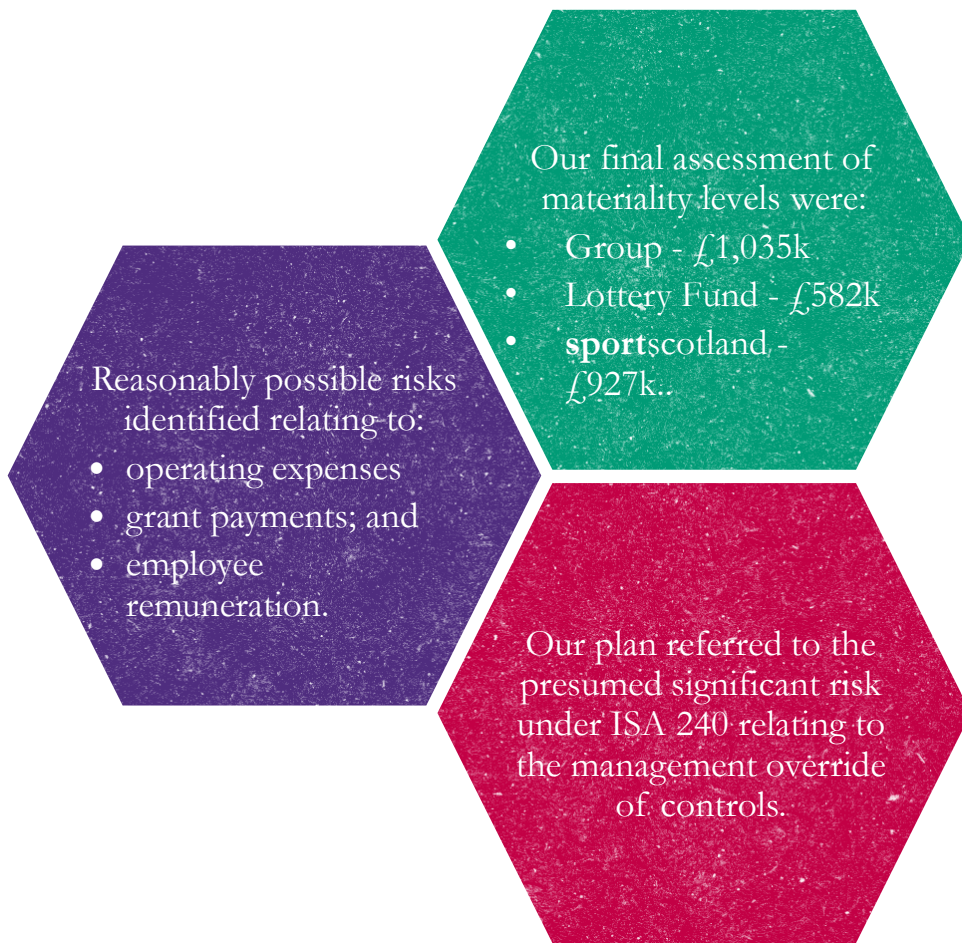 Our final assessment of
materiality levels were:
• Group - £1,035k
• Lottery Fund - £582k
• sportscotland -
£927k..
Reasonably possible risks
identified relating to:
• operating expenses
• grant payments; and
• employee
remuneration.
Our plan referred to the
presumed significant risk
under ISA 240 relating to
the management override
of controls.